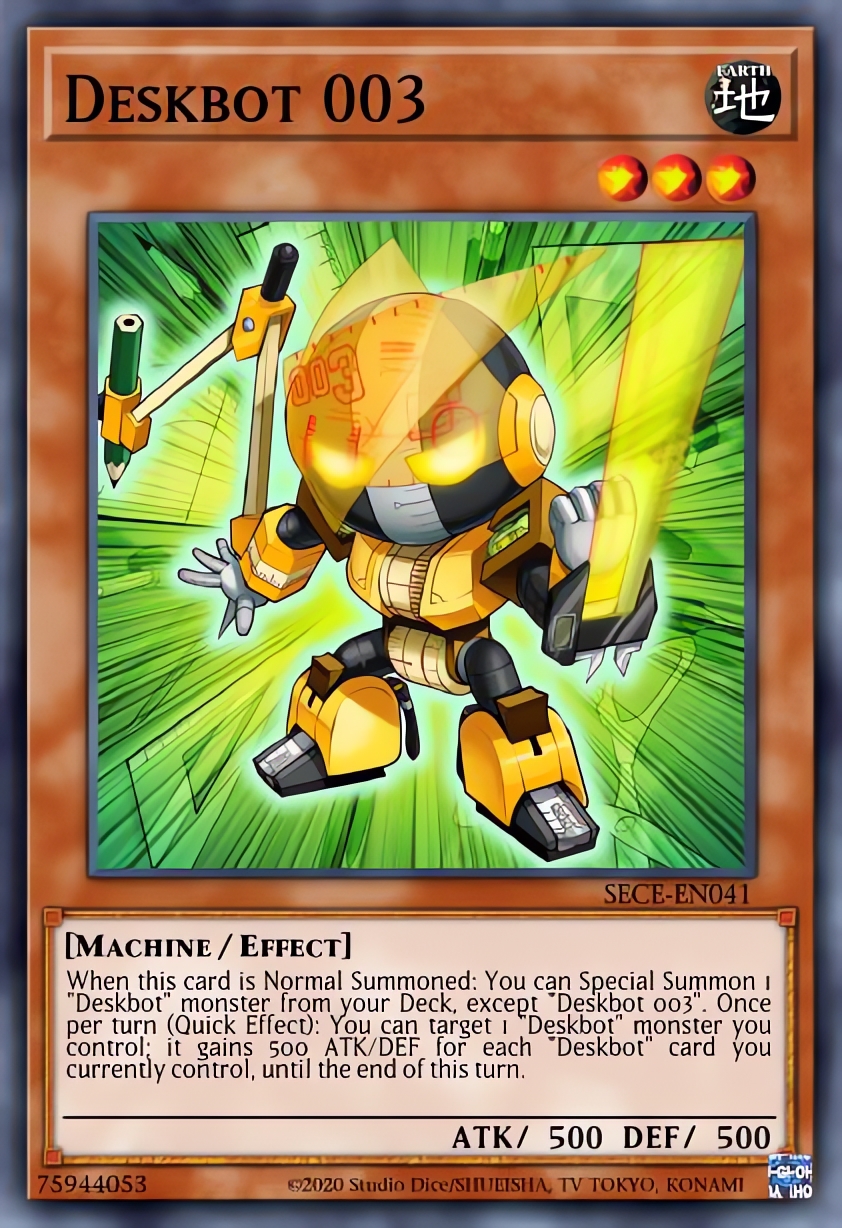 DESKBOT 003
EARTH
地
003
SECE-EN041
[MACHINE / EFFECT]
When this card is Normal Summoned: You can Special Summon 1
"Deskbot" monster from your Deck, except "Deskbot 003". Once
per turn (Quick Effect): You can target 1 "Deskbot" monster you
control; it gains 500 ATK/DEF for each "Deskbot" card you
currently control, until the end of this turn.
ATK/ 500 DEF/ 500
75944053
©2020 Studio Dice/SHUEISHA, TV TOKYO, KONAMI